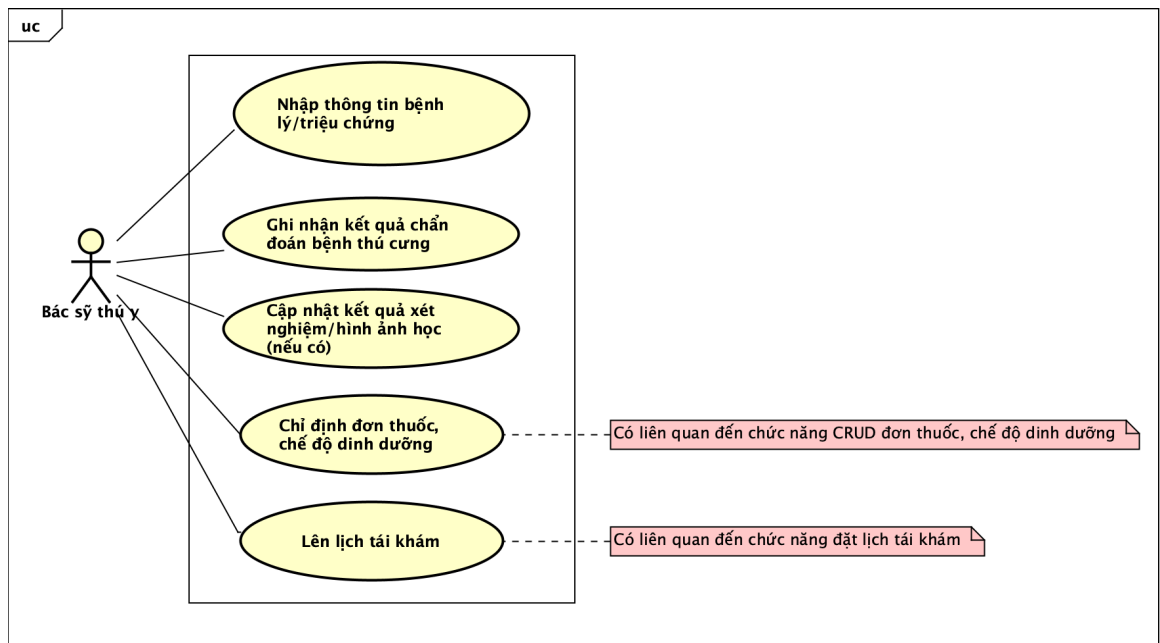 uc
Nhập thông tin bệnh
lý/triệu chứng
Ghi nhận kết quả chẩn
đoán bệnh thú cưng
Bác sỹ thú y
Cập nhật kết quả xét
nghiệm/hình ảnh học
(nếu có)
Chỉ định đơn thuốc,
chế độ dinh dưỡng
Có liên quan đến chức năng CRUD đơn thuốc, chế độ dinh dưỡng
Lên lịch tái khám
Có liên quan đến chức năng đặt lịch tái khám